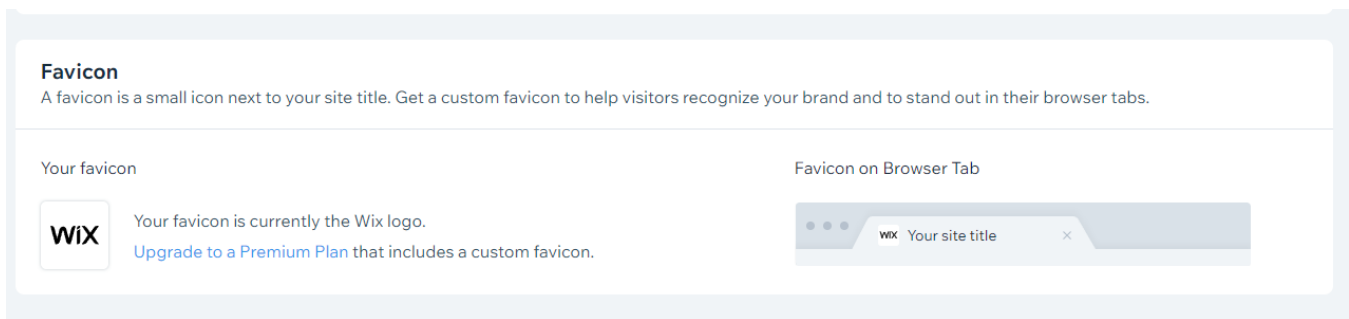 Favicon
A favicon is a small icon next to your site title. Get a custom favicon to help visitors recognize your brand and to stand out in their browser tabs.
Your favicon
WiX
Your favicon is currently the Wix logo.
Upgrade to a Premium Plan that includes a custom favicon.
Favicon on Browser Tab
WiX Your site title